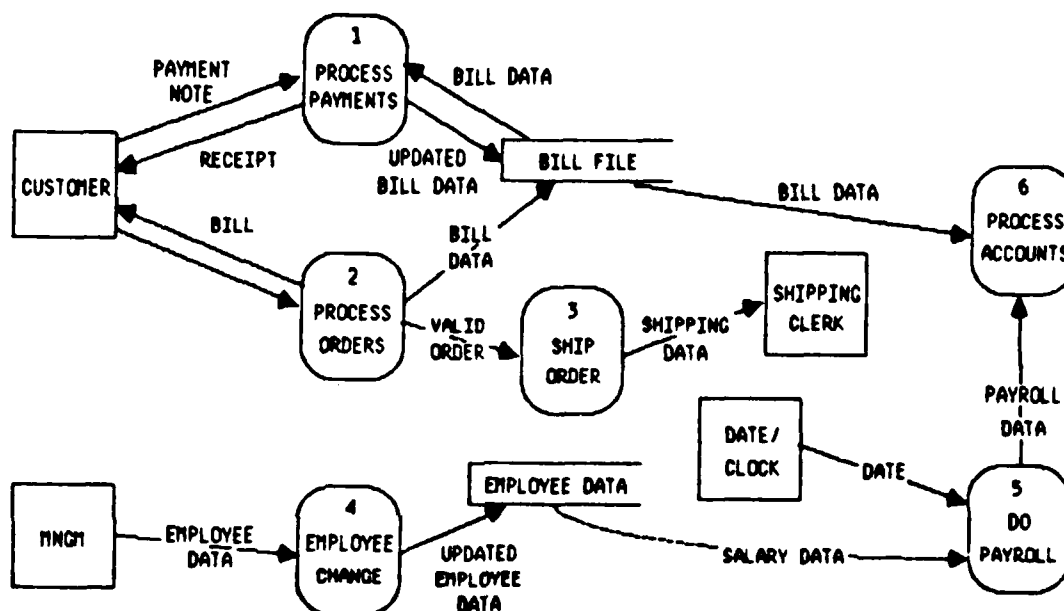 1
PROCESS
PAYMENTS
PAYMENT
NOTE
BILL DATA
RECEIPT
UPDATED
BILL DATA
BILL FILE
CUSTOMER
BILL
BILL
DATA
BILL DATA
6
PROCESS
ACCOUNTS
2
PROCESS
ORDERS
VALID
ORDER
3
SHIP
ORDER
SHIPPING
DATA
SHIPPING
CLERK
PAYROLL
DATA
DATE/
CLOCK
DATE
5
DO
PAYROLL
MNGM
EMPLOYEE
DATA
4
EMPLOYEE
CHANGE
UPDATED
EMPLOYEE
DATA
EMPLOYEE DATA
SALARY DATA